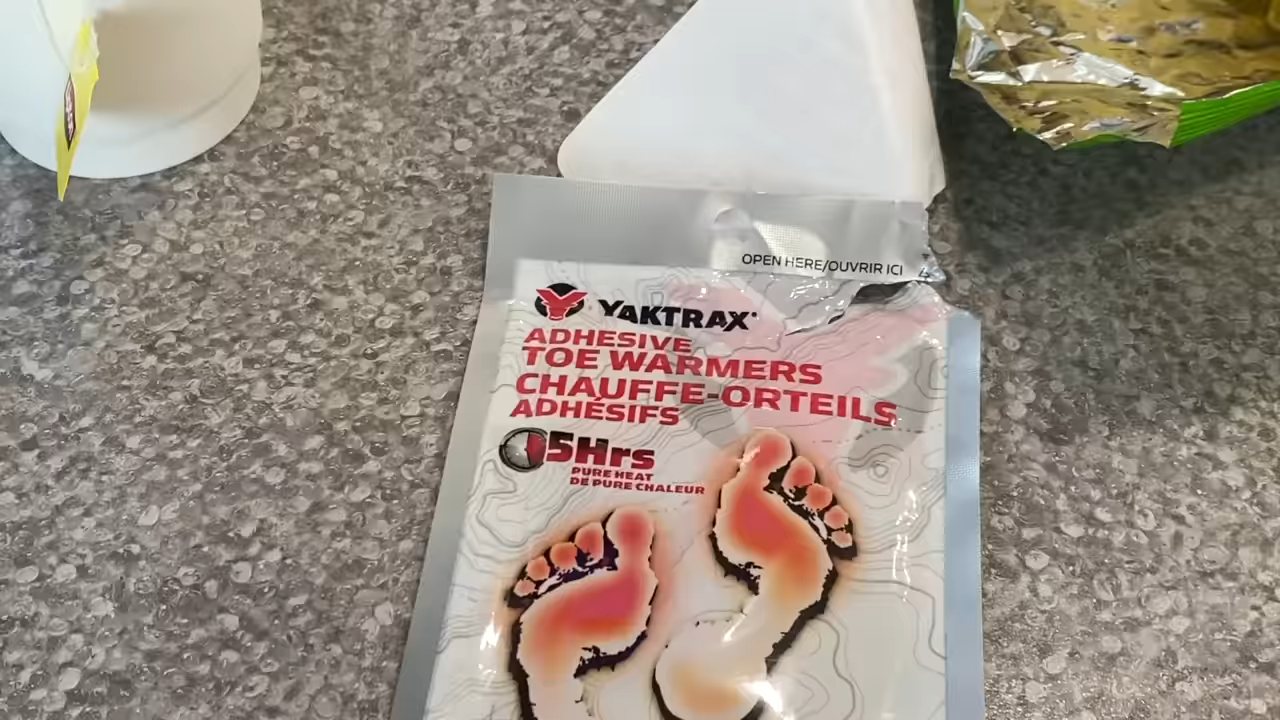 OPEN HERE/OUVRIR ICI
YAKTRAX
ADHESIVE
TOE WARMERS
CHAUFFE-ORTEILS
ADHÉSIFS
5Hrs
PURE HEAT
DE PURE CHALEUR